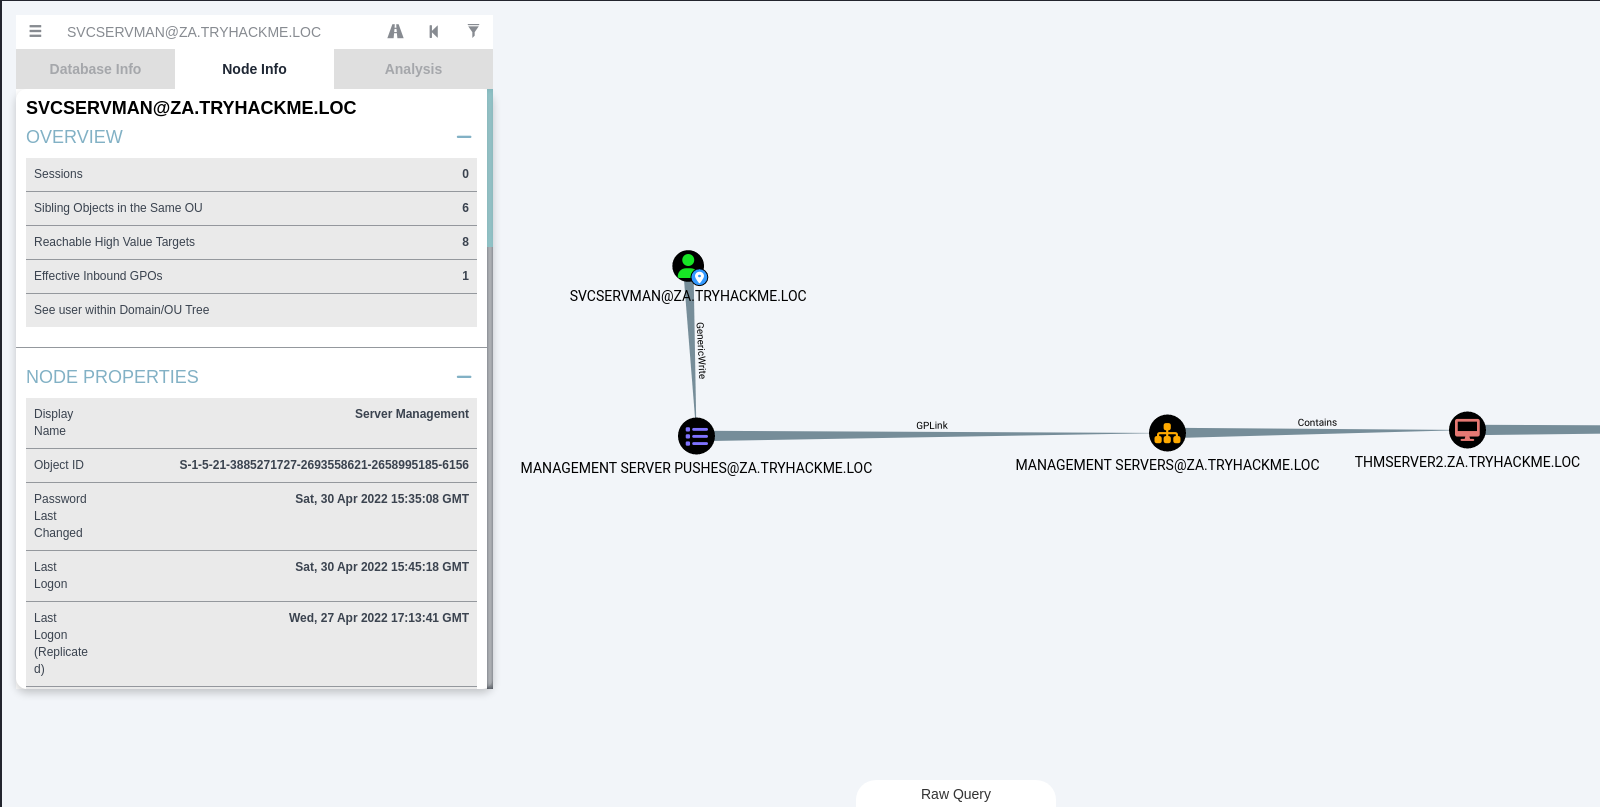 SVCSERVMAN@ZA.TRYHACKME.LOC
Database Info
Node Info
Analysis
SVCSERVMAN@ZA.TRYHACKME.LOC
OVERVIEW
Sessions 0
Sibling Objects in the Same OU 6
Reachable High Value Targets 8
Effective Inbound GPOs 1
See user within Domain/OU Tree
NODE PROPERTIES
Display
Name
Server Management
Object ID S-1-5-21-3885271727-2693558621-2658995185-6156
Password
Last
Changed
Sat, 30 Apr 2022 15:35:08 GMT
Last
Logon
Sat, 30 Apr 2022 15:45:18 GMT
Last
Logon
(Replicate
d)
Wed, 27 Apr 2022 17:13:41 GMT
SVCSERVMAN@ZA.TRYHACKME.LOC
GenericWrite
MANAGEMENT SERVER PUSHES@ZA.TRYHACKME.LOC
GPLink
MANAGEMENT SERVERS@ZA.TRYHACKME.LOC
Contains
THMSERVER2.ZA.TRYHACKME.LOC
Raw Query